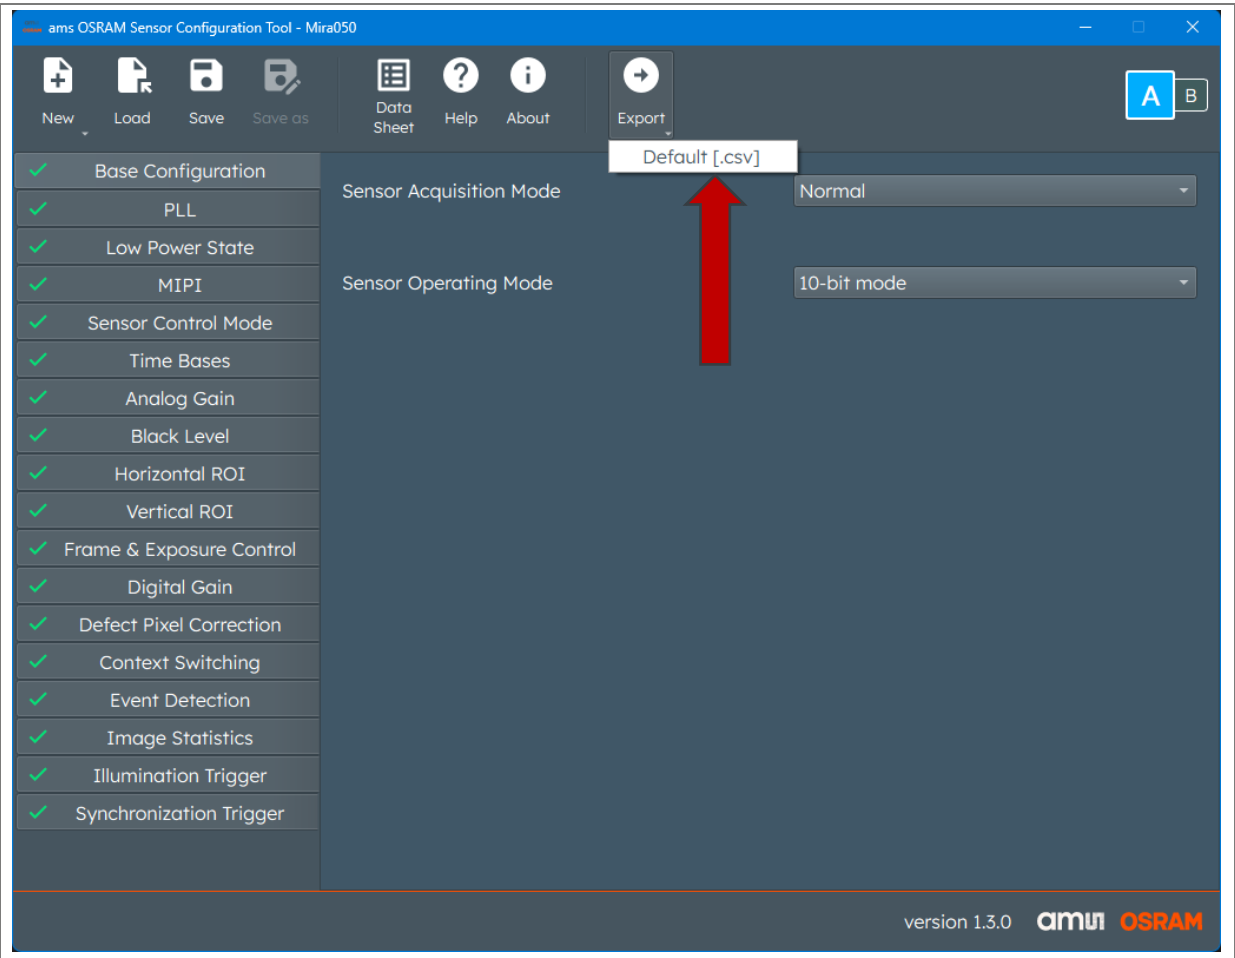 ams OSRAM Sensor Configuration Tool - Mira050
New
Load
Save
Save as
Data
Sheet
Help
About
Export
A
B
Default [.csv]
Base Configuration
PLL
Low Power State
MIPI
Sensor Control Mode
Time Bases
Analog Gain
Black Level
Horizontal ROI
Vertical ROI
Frame & Exposure Control
Digital Gain
Defect Pixel Correction
Context Switching
Event Detection
Image Statistics
Illumination Trigger
Synchronization Trigger
Sensor Acquisition Mode
Normal
Sensor Operating Mode
10-bit mode
version 1.3.0
amu OSRAM